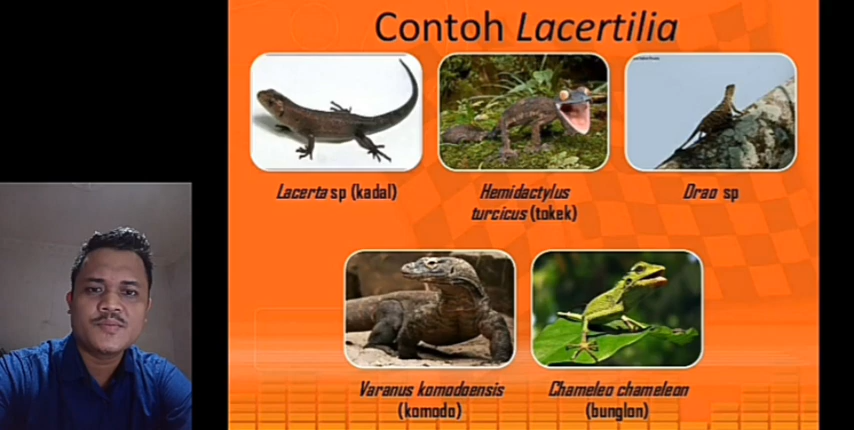 Contoh Lacertilia
Lacerta sp (kadal)
Hemidactylus
turcicus (tokek)
Drao sp
Varanus komodoensis
(komodo)
Chameleo chameleon
(bunglon)